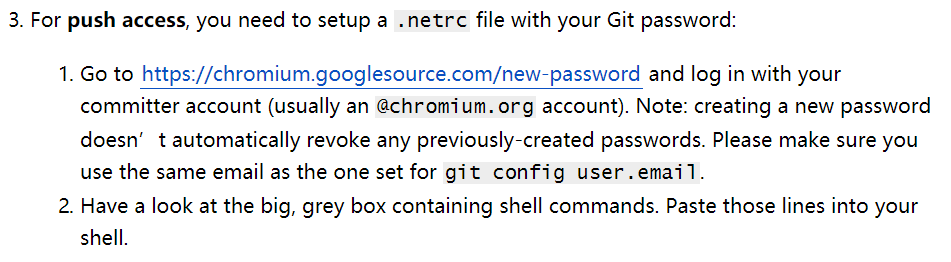 3. For push access, you need to setup a .netrc file with your Git password:
1. Go to https://chromium.googlesource.com/new-password and log in with your
committer account (usually an @chromium.org account). Note: creating a new password
doesn’t automatically revoke any previously-created passwords. Please make sure you
use the same email as the one set for git config user.email.
2. Have a look at the big, grey box containing shell commands. Paste those lines into your
shell.